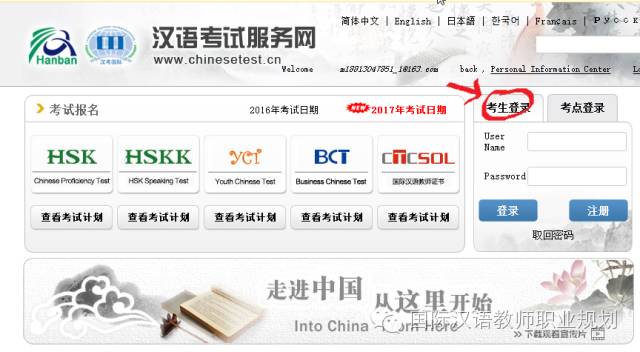 简体中文 | English | 日本語 | 한국어 | Francais | Русск
Hanban
汉考国际
汉语考试服务网
www.chinesetest.cn
Welcome m18813047951_1@163.com back , Personal Information Center | Lo
考试报名
2016年考试日期
NEW 2017年考试日期
考生登录
考点登录
HSK
Chinese Proficiency Test
HSKK
HSK Speaking Test
YCT
Youth Chinese Test
BCT
Business Chinese Test
CTCSOL
国际汉语教师证书
查看考试计划 查看考试计划 查看考试计划 查看考试计划 查看考试计划
User
Name
Password
登录
注册
取回密码
走进中国 从这里开始
Into China
Here
国际汉语教师职业规划
>> 下载观看宣传片